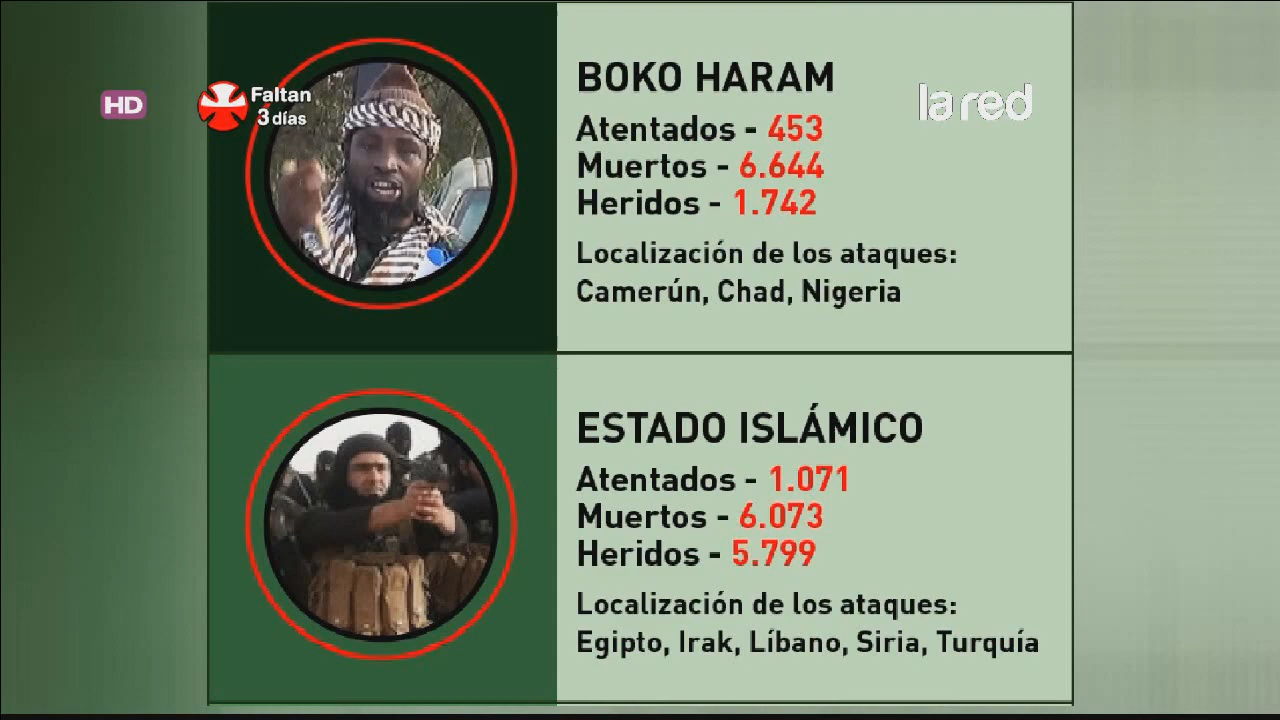 HD
Faltan
3 días
la red
BOKO HARAM
Atentados - 453
Muertos - 6.644
Heridos - 1.742
Localización de los ataques:
Camerún, Chad, Nigeria
ESTADO ISLÁMICO
Atentados - 1.071
Muertos - 6.073
Heridos - 5.799
Localización de los ataques:
Egipto, Irak, Líbano, Siria, Turquía